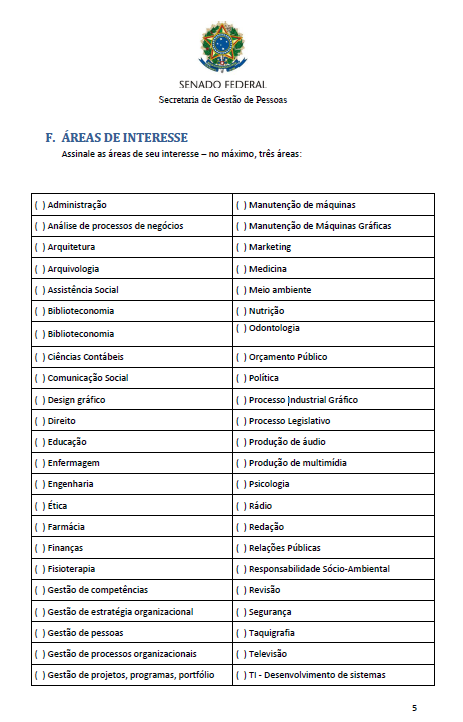 SENADO FEDERAL
Secretaria de Gestão de Pessoas
F. ÁREAS DE INTERESSE
Assinale as áreas de seu interesse – no máximo, três áreas:
( ) Administração ( ) Manutenção de máquinas
( ) Análise de processos de negócios ( ) Manutenção de Máquinas Gráficas
( ) Arquitetura ( ) Marketing
( ) Arquivologia ( ) Medicina
( ) Assistência Social ( ) Meio ambiente
( ) Biblioteconomia ( ) Nutrição
( ) Biblioteconomia ( ) Odontologia
( ) Ciências Contábeis ( ) Orçamento Público
( ) Comunicação Social ( ) Política
( ) Design gráfico ( ) Processo Industrial Gráfico
( ) Direito ( ) Processo Legislativo
( ) Educação ( ) Produção de áudio
( ) Enfermagem ( ) Produção de multimídia
( ) Engenharia ( ) Psicologia
( ) Ética ( ) Rádio
( ) Farmácia ( ) Redação
( ) Finanças ( ) Relações Públicas
( ) Fisioterapia ( ) Responsabilidade Sócio-Ambiental
( ) Gestão de competências ( ) Revisão
( ) Gestão de estratégia organizacional ( ) Segurança
( ) Gestão de pessoas ( ) Taquigrafia
( ) Gestão de processos organizacionais ( ) Televisão
( ) Gestão de projetos, programas, portfólio ( ) TI - Desenvolvimento de sistemas
5